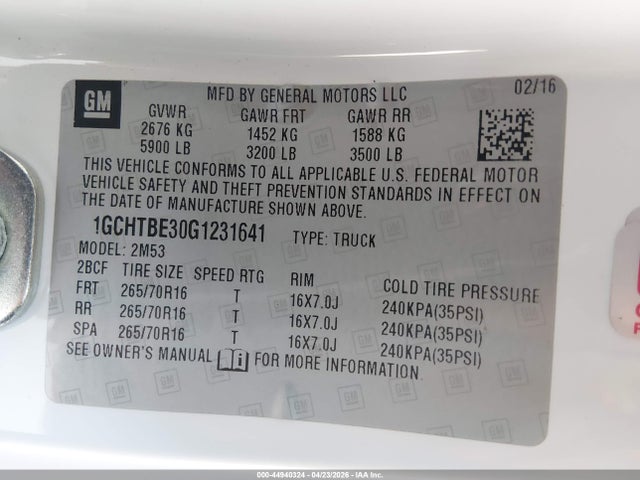 GM
MFD BY GENERAL MOTORS LLC 02/16
GVWR GAWR FRT GAWR RR
2676 KG 1452 KG 1588 KG
5900 LB 3200 LB 3500 LB
THIS VEHICLE CONFORMS TO ALL APPLICABLE U.S. FEDERAL MOTOR
VEHICLE SAFETY AND THEFT PREVENTION STANDARDS IN EFFECT ON
THE DATE OF MANUFACTURE SHOWN ABOVE.
1GCHTBE30G1231641 TYPE: TRUCK
MODEL: 2M53
2BCF TIRE SIZE SPEED RTG RIM COLD TIRE PRESSURE
FRT 265/70R16 T 16X7.0J 240KPA(35PSI)
RR 265/70R16 T 16X7.0J 240KPA(35PSI)
SPA 265/70R16 T 16X7.0J 240KPA(35PSI)
SEE OWNER'S MANUAL FOR MORE INFORMATION.
000-44940324 - 04/23/2026 - IAA, Inc.